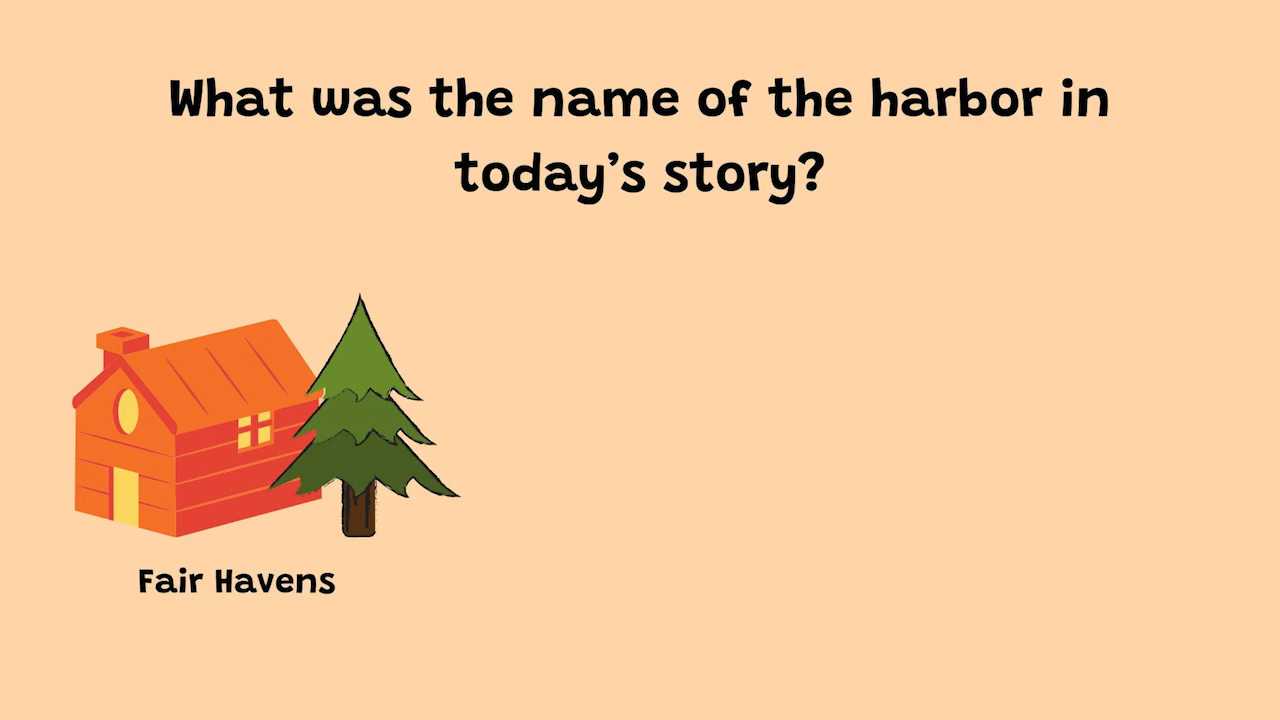 What was the name of the harbor in
today’s story?
Fair Havens